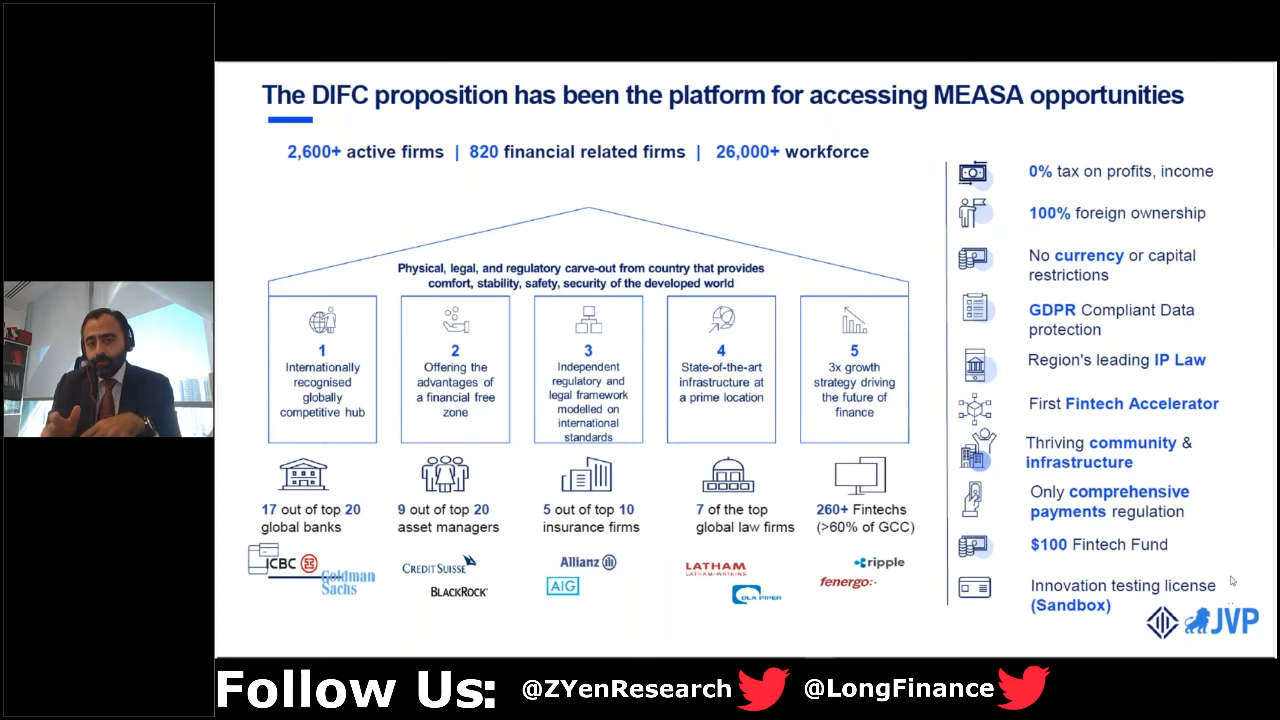 The DIFC proposition has been the platform for accessing MEASA opportunities
2,600+ active firms | 820 financial related firms | 26,000+ workforce
Physical, legal, and regulatory carve-out from country that provides
comfort, stability, safety, security of the developed world
1
Internationally
recognised
globally
competitive hub
2
Offering the
advantages of
a financial free
zone
3
Independent
regulatory and
legal framework
modelled on
international
standards
4
State-of-the-art
infrastructure at
a prime location
5
3x growth
strategy driving
the future of
finance
17 out of top 20
global banks
9 out of top 20
asset managers
5 out of top 10
insurance firms
7 of the top
global law firms
260+ Fintechs
(>60% of GCC)
ICBC
Goldman
Sachs
CREDIT SUISSE
BLACKROCK
Allianz
AIG
LATHAM
LATHAM&WATKINS
DLA PIPER
ripple
fenergo
0% tax on profits, income
100% foreign ownership
No currency or capital
restrictions
GDPR Compliant Data
protection
Region's leading IP Law
First Fintech Accelerator
Thriving community &
infrastructure
Only comprehensive
payments regulation
$100 Fintech Fund
Innovation testing license
(Sandbox)
JVP
Follow Us: @ZYenResearch @LongFinance